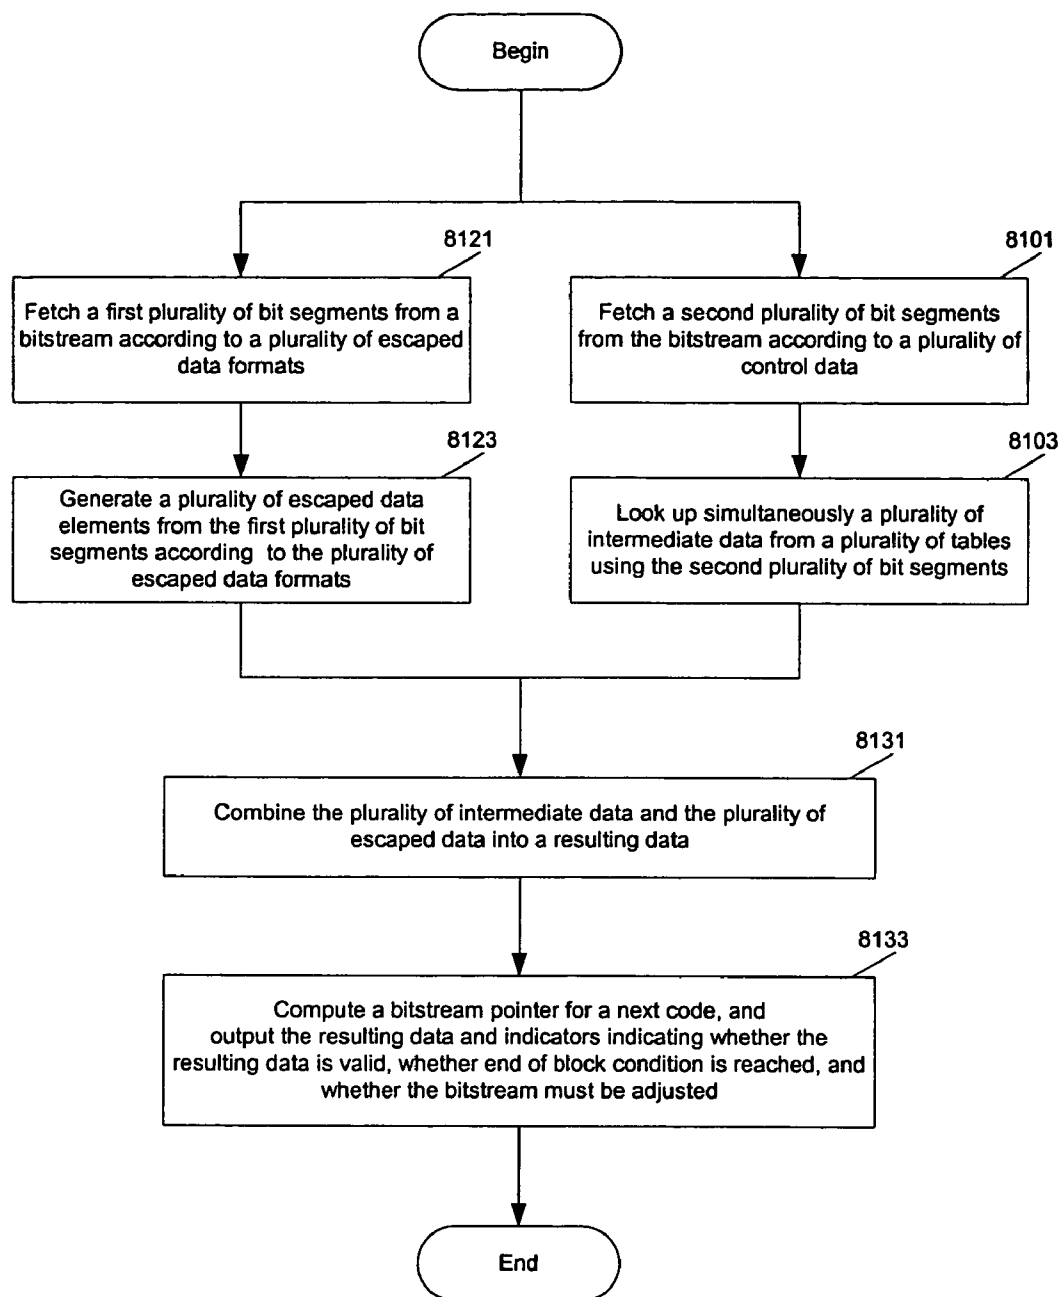 Begin
8121
Fetch a first plurality of bit segments from a
bitstream according to a plurality of escaped
data formats
8101
Fetch a second plurality of bit segments
from the bitstream according to a plurality of
control data
8123
Generate a plurality of escaped data
elements from the first plurality of bit
segments according to the plurality of
escaped data formats
8103
Look up simultaneously a plurality of
intermediate data from a plurality of tables
using the second plurality of bit segments
8131
Combine the plurality of intermediate data and the plurality of
escaped data into a resulting data
8133
Compute a bitstream pointer for a next code, and
output the resulting data and indicators indicating whether the
resulting data is valid, whether end of block condition is reached, and
whether the bitstream must be adjusted
End